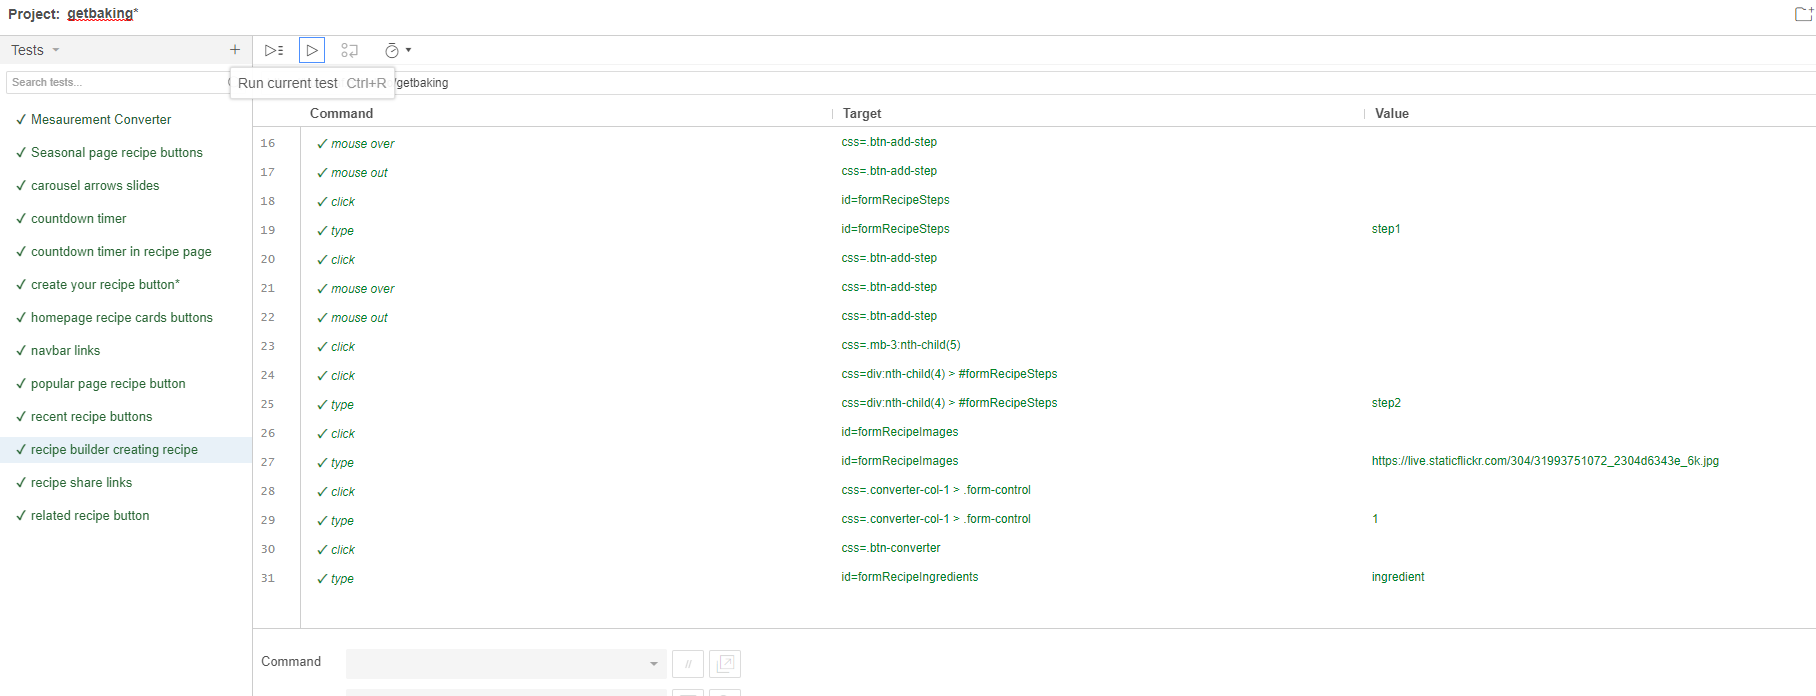 Project: getbaking*
Tests
+
Search tests...
Run current test Ctrl+R
/getbaking
Command Target Value
✓ Mesaurement Converter
✓ Seasonal page recipe buttons
✓ carousel arrows slides
✓ countdown timer
✓ countdown timer in recipe page
✓ create your recipe button*
✓ homepage recipe cards buttons
✓ navbar links
✓ popular page recipe button
✓ recent recipe buttons
✓ recipe builder creating recipe
✓ recipe share links
✓ related recipe button
16 ✓ mouse over css=.btn-add-step
17 ✓ mouse out css=.btn-add-step
18 ✓ click id=formRecipeSteps
19 ✓ type id=formRecipeSteps step1
20 ✓ click css=.btn-add-step
21 ✓ mouse over css=.btn-add-step
22 ✓ mouse out css=.btn-add-step
23 ✓ click css=.mb-3:nth-child(5)
24 ✓ click css=div:nth-child(4) > #formRecipeSteps
25 ✓ type css=div:nth-child(4) > #formRecipeSteps step2
26 ✓ click id=formRecipeImages
27 ✓ type id=formRecipeImages https://live.staticflickr.com/304/31993751072_2304d6343e_6k.jpg
28 ✓ click css=.converter-col-1 > .form-control
29 ✓ type css=.converter-col-1 > .form-control 1
30 ✓ click css=.btn-converter
31 ✓ type id=formRecipeIngredients ingredient
Command //